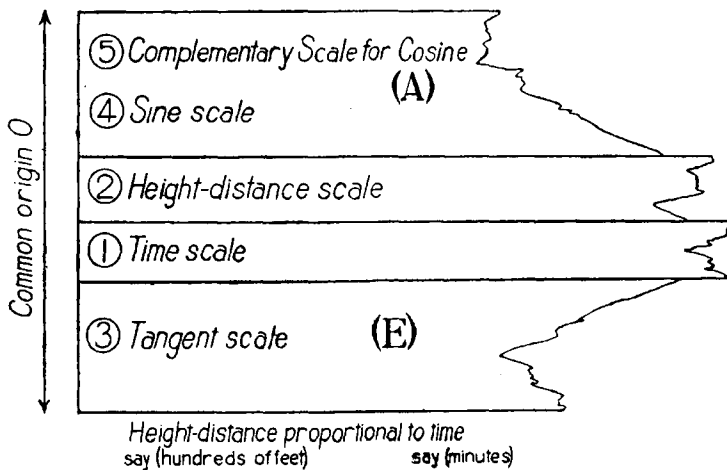 Common origin O
⑤ Complementary Scale for Cosine
(A)
④ Sine scale
② Height-distance scale
① Time scale
③ Tangent scale (E)
Height-distance proportional to time
say (hundreds of feet) say (minutes)